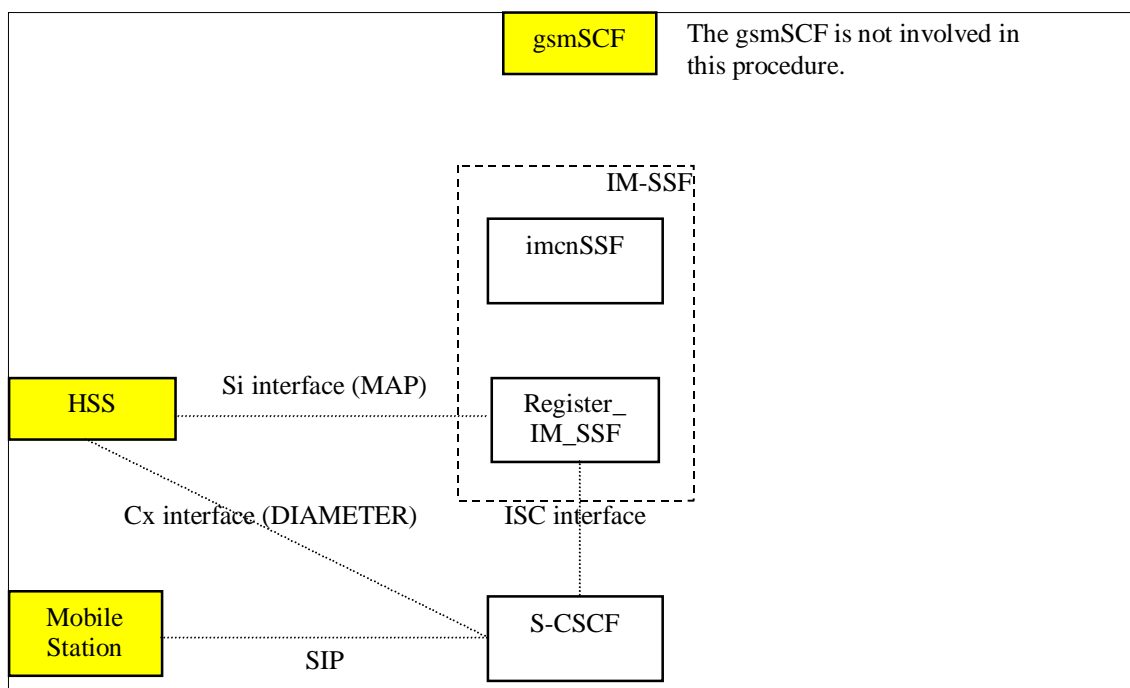 gsmSCF
The gsmSCF is not involved in
this procedure.
IM-SSF
imcnSSF
Si interface (MAP)
HSS
Register_
IM_SSF
Cx interface (DIAMETER)
ISC interface
Mobile
Station
S-CSCF
SIP